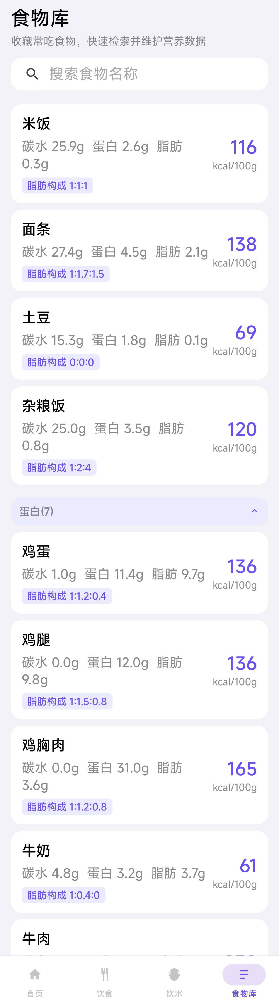 食物库
收藏常吃食物，快速检索并维护营养数据
搜索食物名称
米饭
碳水 25.9g 蛋白 2.6g 脂肪
0.3g
116
kcal/100g
脂肪构成 1:1:1
面条
碳水 27.4g 蛋白 4.5g 脂肪 2.1g
138
kcal/100g
脂肪构成 1:1.7:1.5
土豆
碳水 15.3g 蛋白 1.8g 脂肪 0.1g
69
kcal/100g
脂肪构成 0:0:0
杂粮饭
碳水 25.0g 蛋白 3.5g 脂肪
0.8g
120
kcal/100g
脂肪构成 1:2:4
蛋白(7)
鸡蛋
碳水 1.0g 蛋白 11.4g 脂肪 9.7g
136
kcal/100g
脂肪构成 1:1.2:0.4
鸡腿
碳水 0.0g 蛋白 12.0g 脂肪
9.8g
136
kcal/100g
脂肪构成 1:1.5:0.8
鸡胸肉
碳水 0.0g 蛋白 31.0g 脂肪
3.6g
165
kcal/100g
脂肪构成 1:1.2:0.8
牛奶
碳水 4.8g 蛋白 3.2g 脂肪 3.7g
61
kcal/100g
脂肪构成 1:0.4:0
牛肉
首页 饮食 饮水 食物库